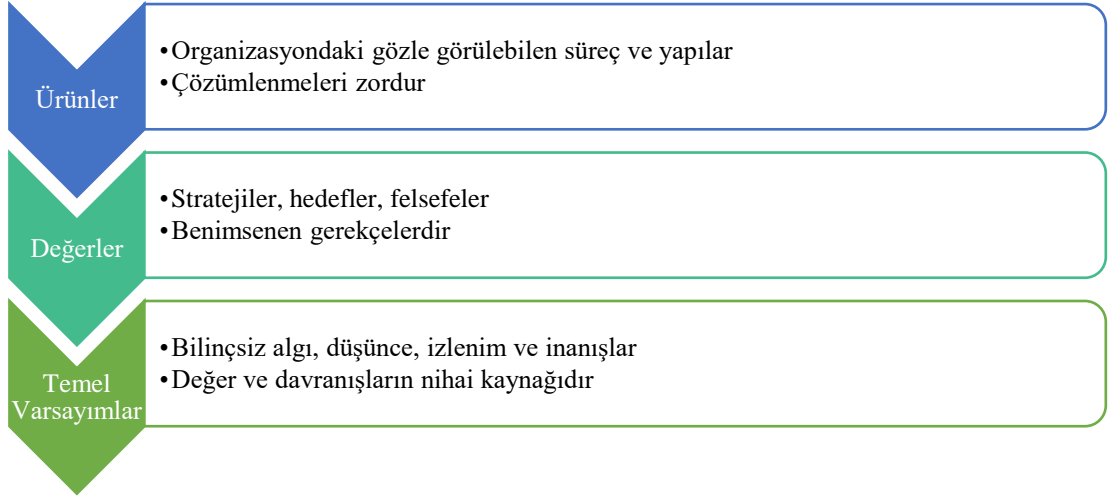 Ürünler
•Organizasyondaki gözle görülebilen süreç ve yapılar
•Çözümlenmeleri zordur
Değerler
•Stratejiler, hedefler, felsefeler
•Benimsenen gerekçelerdir
Temel
Varsayımlar
•Bilinçsiz algı, düşünce, izlenim ve inanışlar
•Değer ve davranışların nihai kaynağıdır